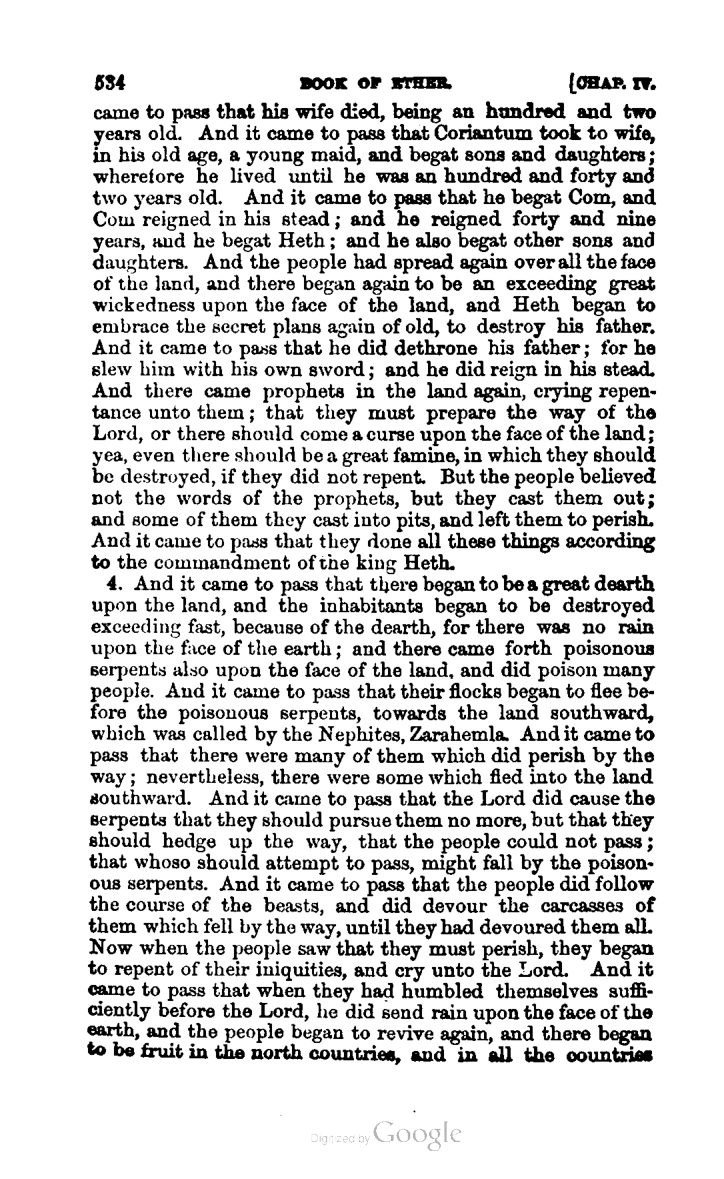 534 BOOK OF ETHER. [CHAP. IV.
came to pass that his wife died, being an hundred and two
years old. And it came to pass that Coriantum took to wife,
in his old age, a young maid, and begat sons and daughters;
wherefore he lived until he was an hundred and forty and
two years old. And it came to pass that he begat Com, and
Com reigned in his stead; and he reigned forty and nine
years, and he begat Heth; and he also begat other sons and
daughters. And the people had spread again over all the face
of the land, and there began again to be an exceeding great
wickedness upon the face of the land, and Heth began to
embrace the secret plans again of old, to destroy his father.
And it came to pass that he did dethrone his father; for he
slew him with his own sword; and he did reign in his stead.
And there came prophets in the land again, crying repen-
tance unto them; that they must prepare the way of the
Lord, or there should come a curse upon the face of the land;
yea, even there should be a great famine, in which they should
be destroyed, if they did not repent. But the people believed
not the words of the prophets, but they cast them out;
and some of them they cast into pits, and left them to perish.
And it came to pass that they done all these things according
to the commandment of the king Heth.
4. And it came to pass that there began to be a great dearth
upon the land, and the inhabitants began to be destroyed
exceeding fast, because of the dearth, for there was no rain
upon the face of the earth; and there came forth poisonous
serpents also upon the face of the land, and did poison many
people. And it came to pass that their flocks began to flee be-
fore the poisonous serpents, towards the land southward,
which was called by the Nephites, Zarahemla. And it came to
pass that there were many of them which did perish by the
way; nevertheless, there were some which fled into the land
southward. And it came to pass that the Lord did cause the
serpents that they should pursue them no more, but that they
should hedge up the way, that the people could not pass;
that whoso should attempt to pass, might fall by the poison-
ous serpents. And it came to pass that the people did follow
the course of the beasts, and did devour the carcasses of
them which fell by the way, until they had devoured them all.
Now when the people saw that they must perish, they began
to repent of their iniquities, and cry unto the Lord. And it
came to pass that when they had humbled themselves suffi-
ciently before the Lord, he did send rain upon the face of the
earth, and the people began to revive again, and there began
to be fruit in the north countries, and in all the countries
Digitized by Google